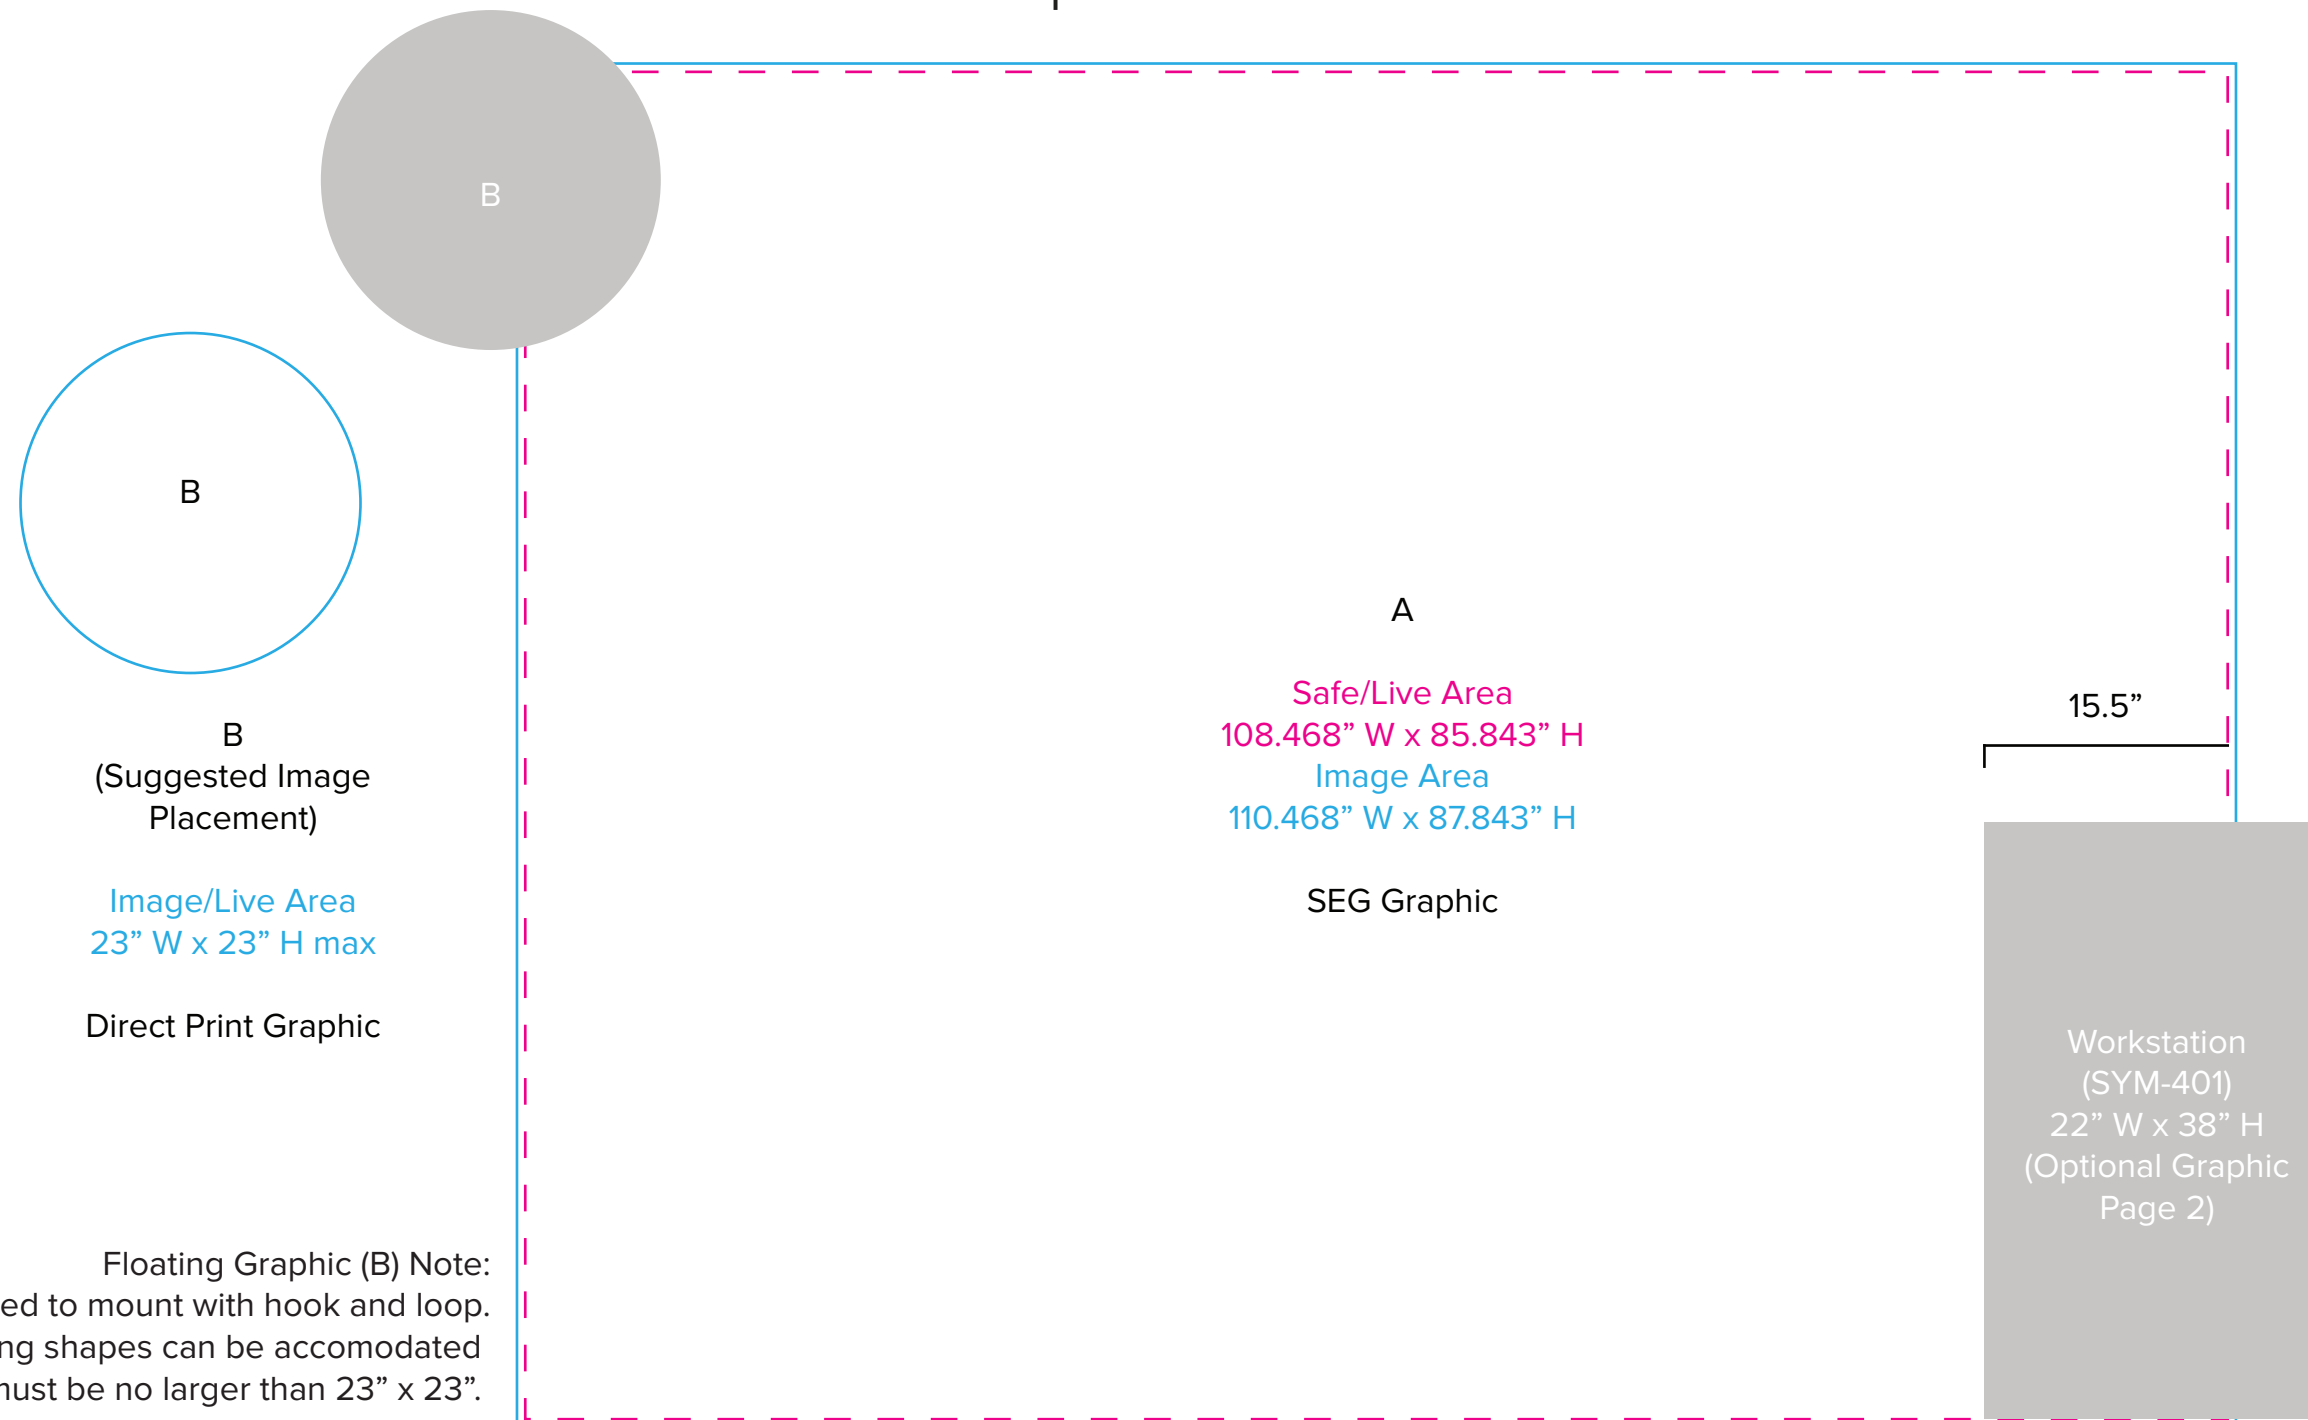 B
B
B
(Suggested Image
Placement)
Image/Live Area
23” W x 23” H max
Direct Print Graphic
A
Safe/Live Area
108.468” W x 85.843” H
Image Area
110.468” W x 87.843” H
SEG Graphic
15.5”
Workstation
(SYM-401)
22” W x 38” H
(Optional Graphic
Page 2)
Floating Graphic (B) Note:
to mount with hook and loop.
shapes can be accomodated
must be no larger than 23” x 23”.